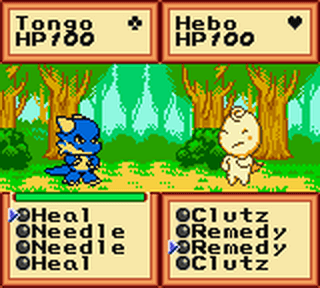 Tongo ♣
HP100
Hebo ♥
HP100
Heal
Needle
Needle
Heal
Clutz
Remedy
Remedy
Clutz